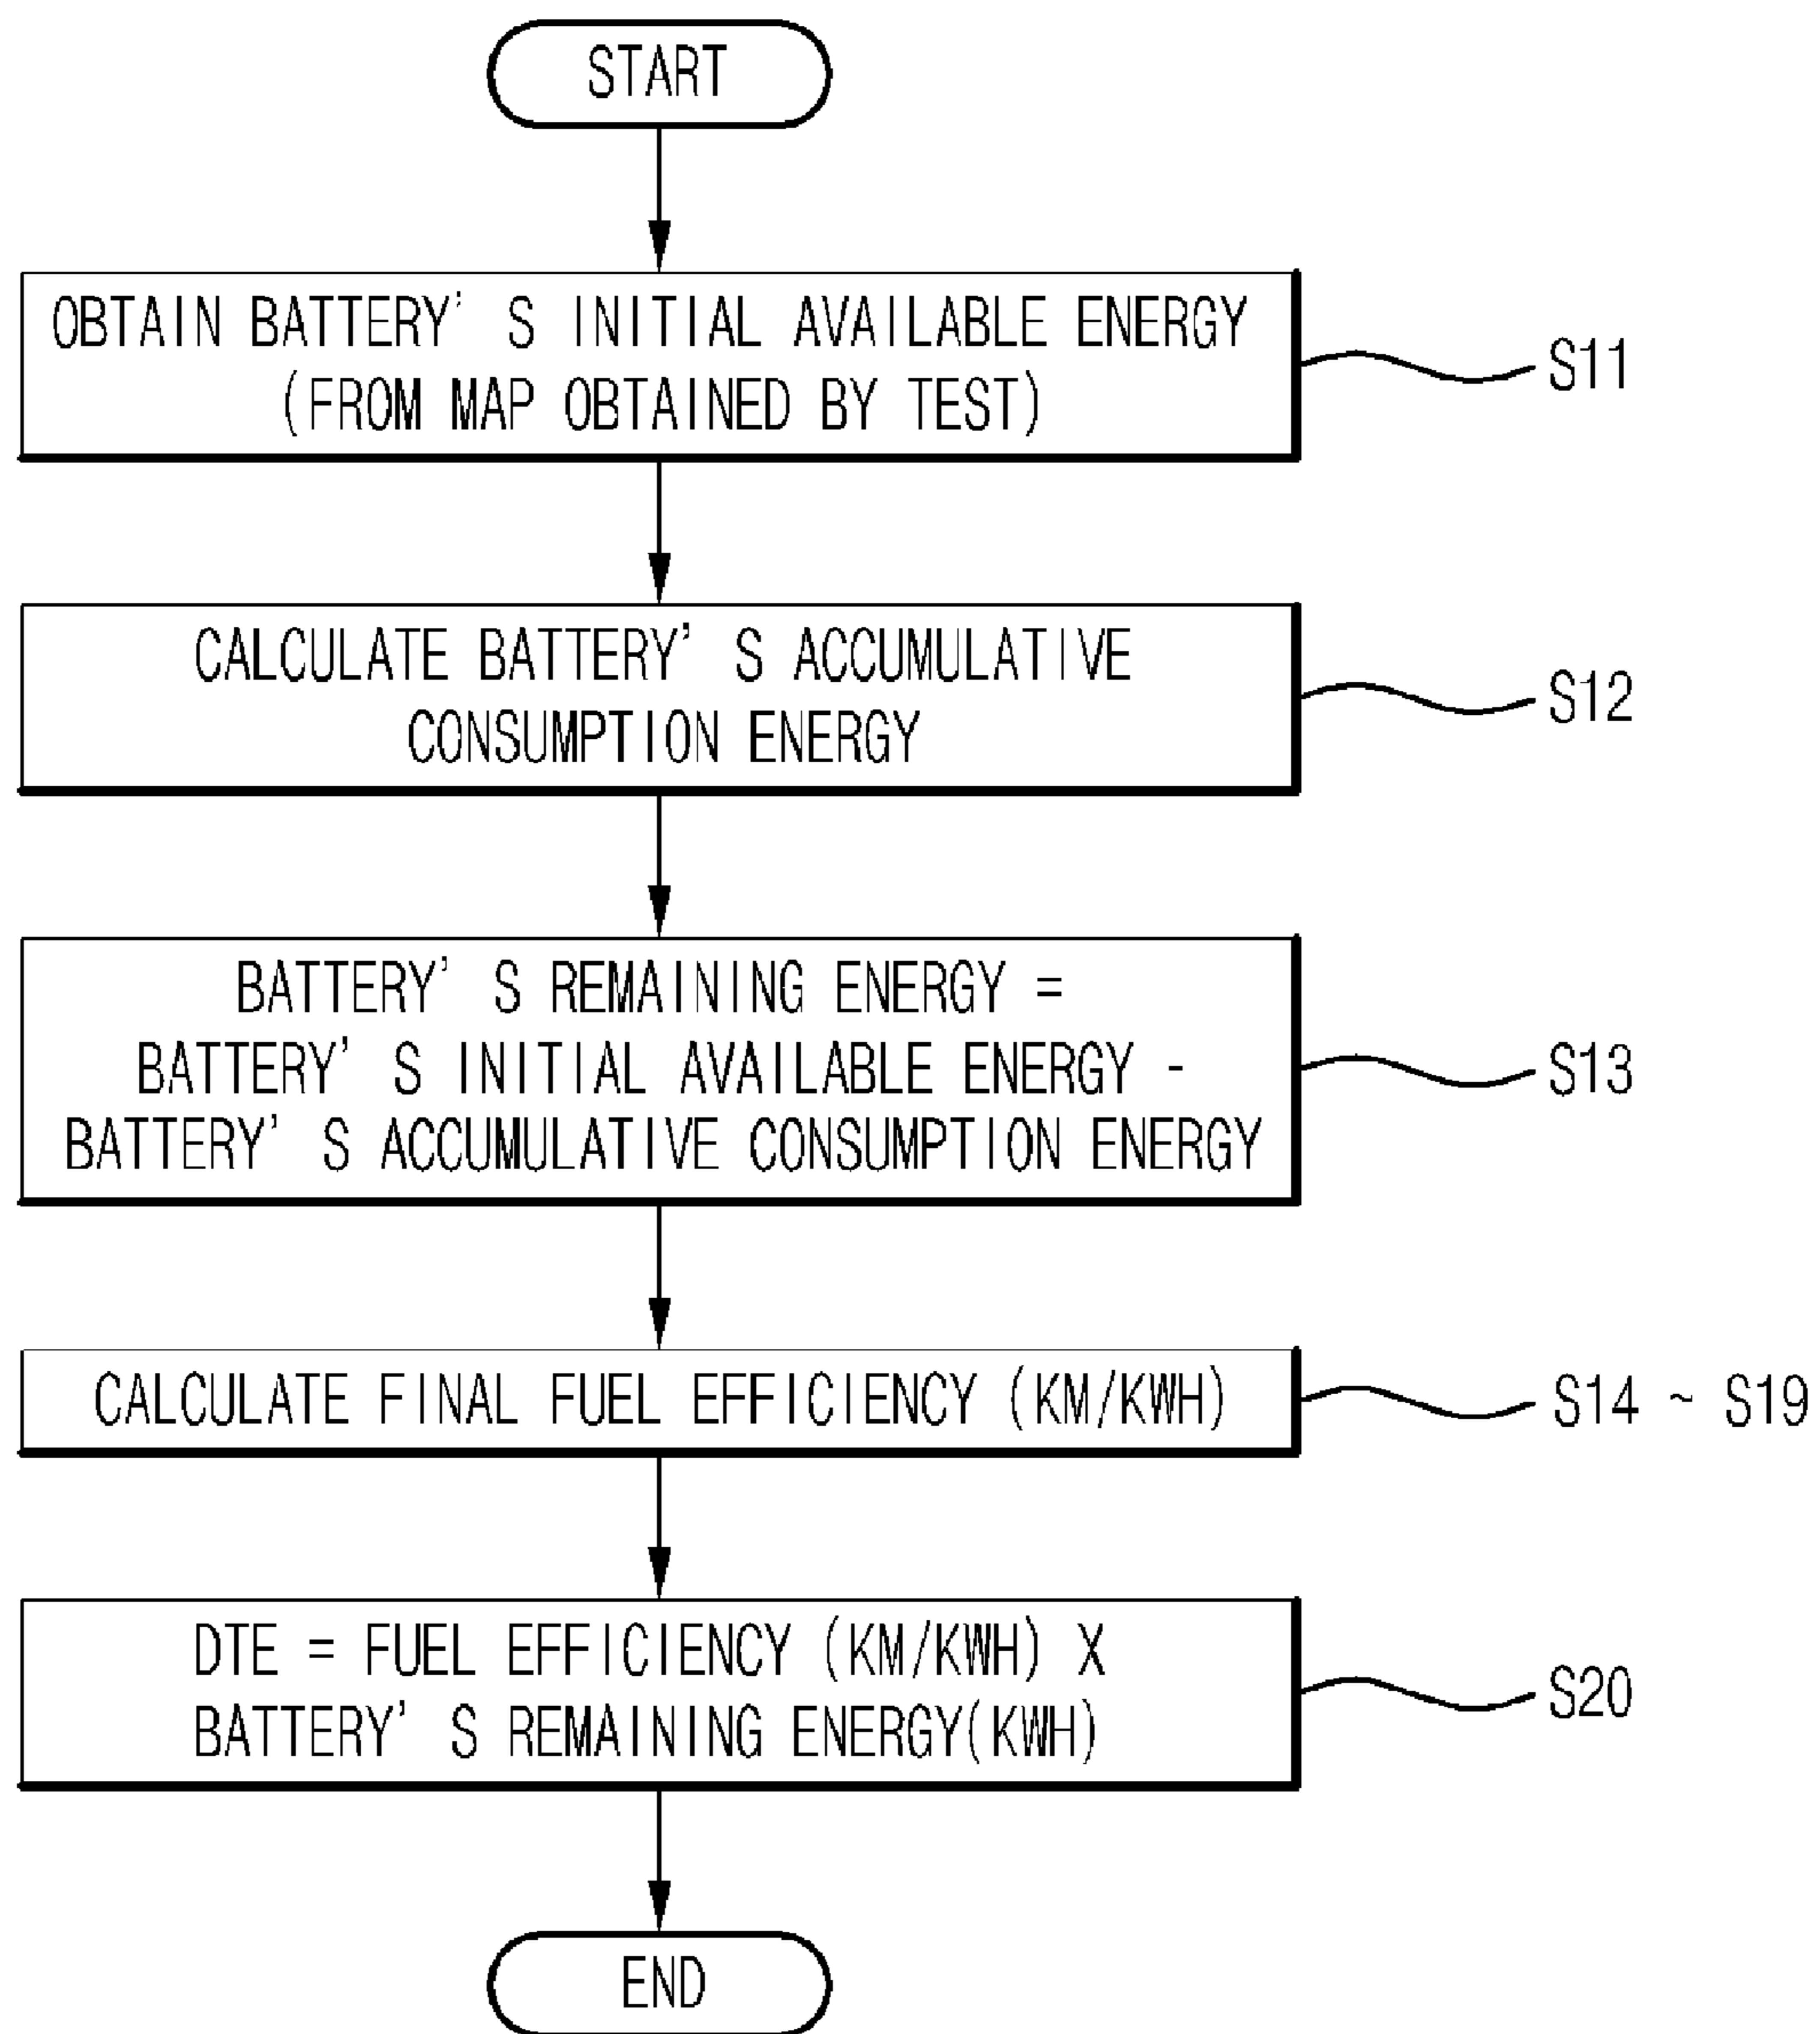 START
OBTAIN BATTERY'S INITIAL AVAILABLE ENERGY
(FROM MAP OBTAINED BY TEST)
S11
CALCULATE BATTERY'S ACCUMULATIVE
CONSUMPTION ENERGY
S12
BATTERY'S REMAINING ENERGY =
BATTERY'S INITIAL AVAILABLE ENERGY -
BATTERY'S ACCUMULATIVE CONSUMPTION ENERGY
S13
CALCULATE FINAL FUEL EFFICIENCY (KM/KWH)
S14 ~ S19
DTE = FUEL EFFICIENCY (KM/KWH) X
BATTERY'S REMAINING ENERGY(KWH)
S20
END